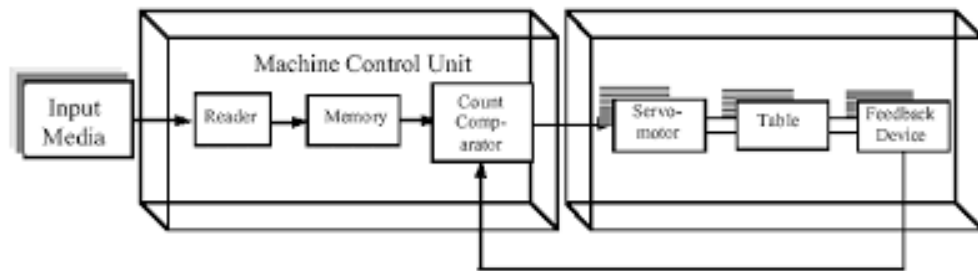 Machine Control Unit
Input
Media
Reader
Memory
Count
Comp-
arator
Servo-
motor
Table
Feedback
Device